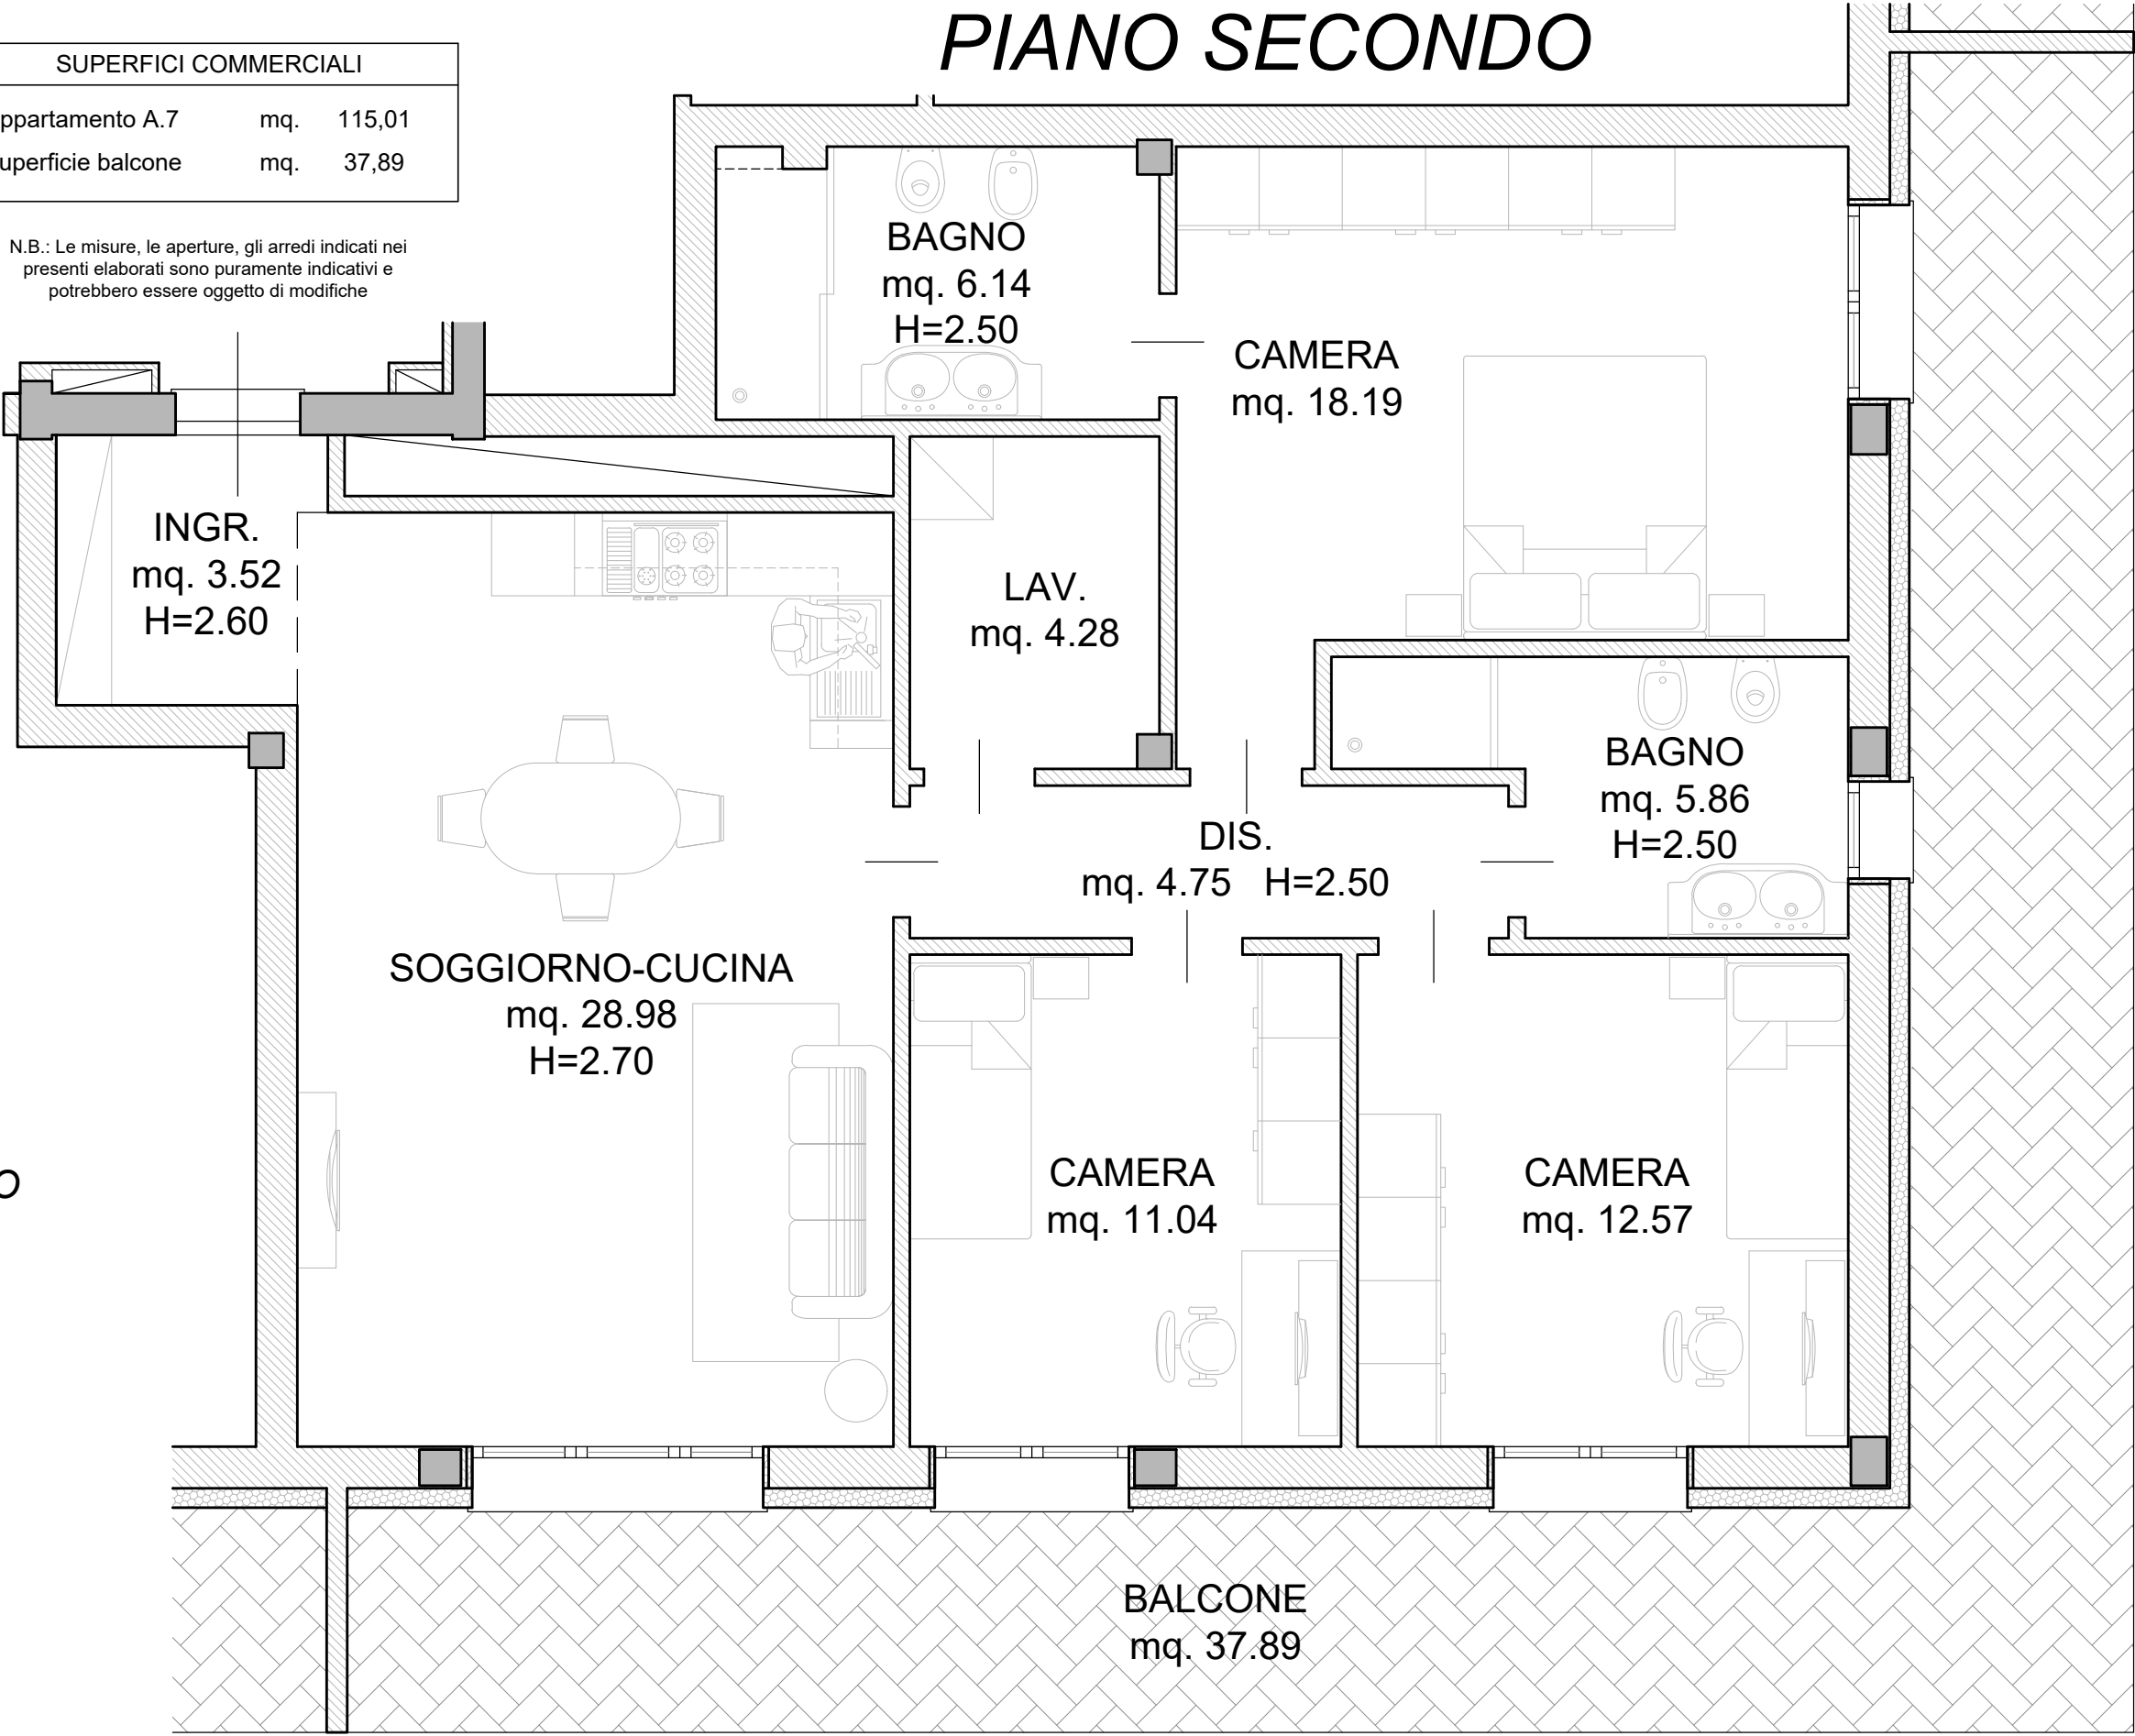 PIANO SECONDO
SUPERFICI COMMERCIALI
ppartamento A.7 mq. 115,01
uperficie balcone mq. 37,89
N.B.: Le misure, le aperture, gli arredi indicati nei
presenti elaborati sono puramente indicativi e
potrebbero essere oggetto di modifiche
BAGNO
mq. 6.14
H=2.50
CAMERA
mq. 18.19
INGR.
mq. 3.52
H=2.60
LAV.
mq. 4.28
BAGNO
mq. 5.86
H=2.50
DIS.
mq. 4.75 H=2.50
SOGGIORNO-CUCINA
mq. 28.98
H=2.70
CAMERA
mq. 11.04
CAMERA
mq. 12.57
o
BALCONE
mq. 37.89